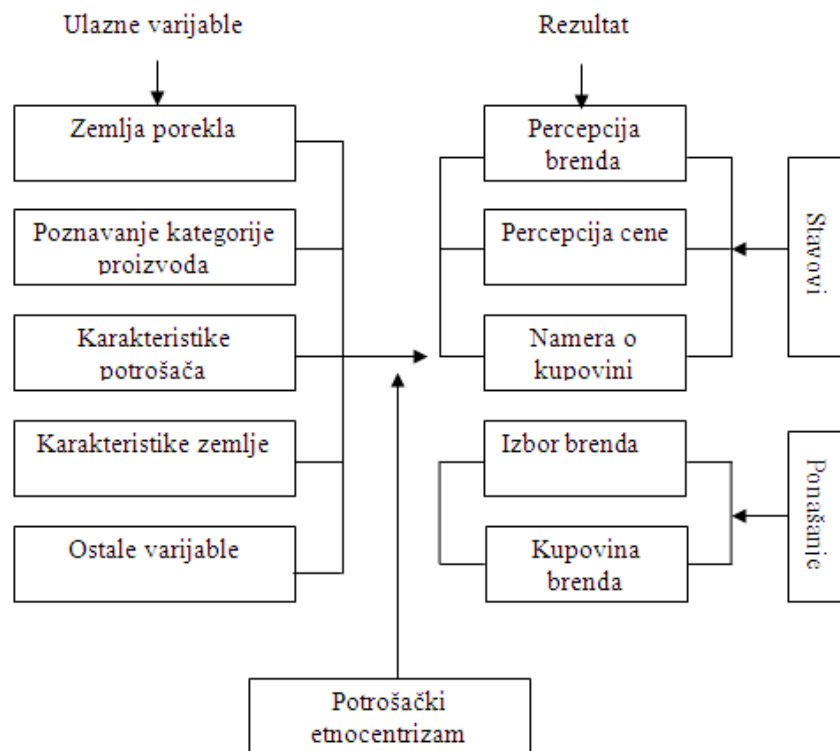 Ulazne varijable
Zemlja porekla
Poznavanje kategorije
proizvoda
Karakteristike
potrošača
Karakteristike zemlje
Ostale varijable
Rezultat
Percepcija
brenda
Percepcija cene
Namera o
kupovini
Izbor brenda
Kupovina
brenda
Stavovi
Ponašanje
Potrošački
etnocentrizam